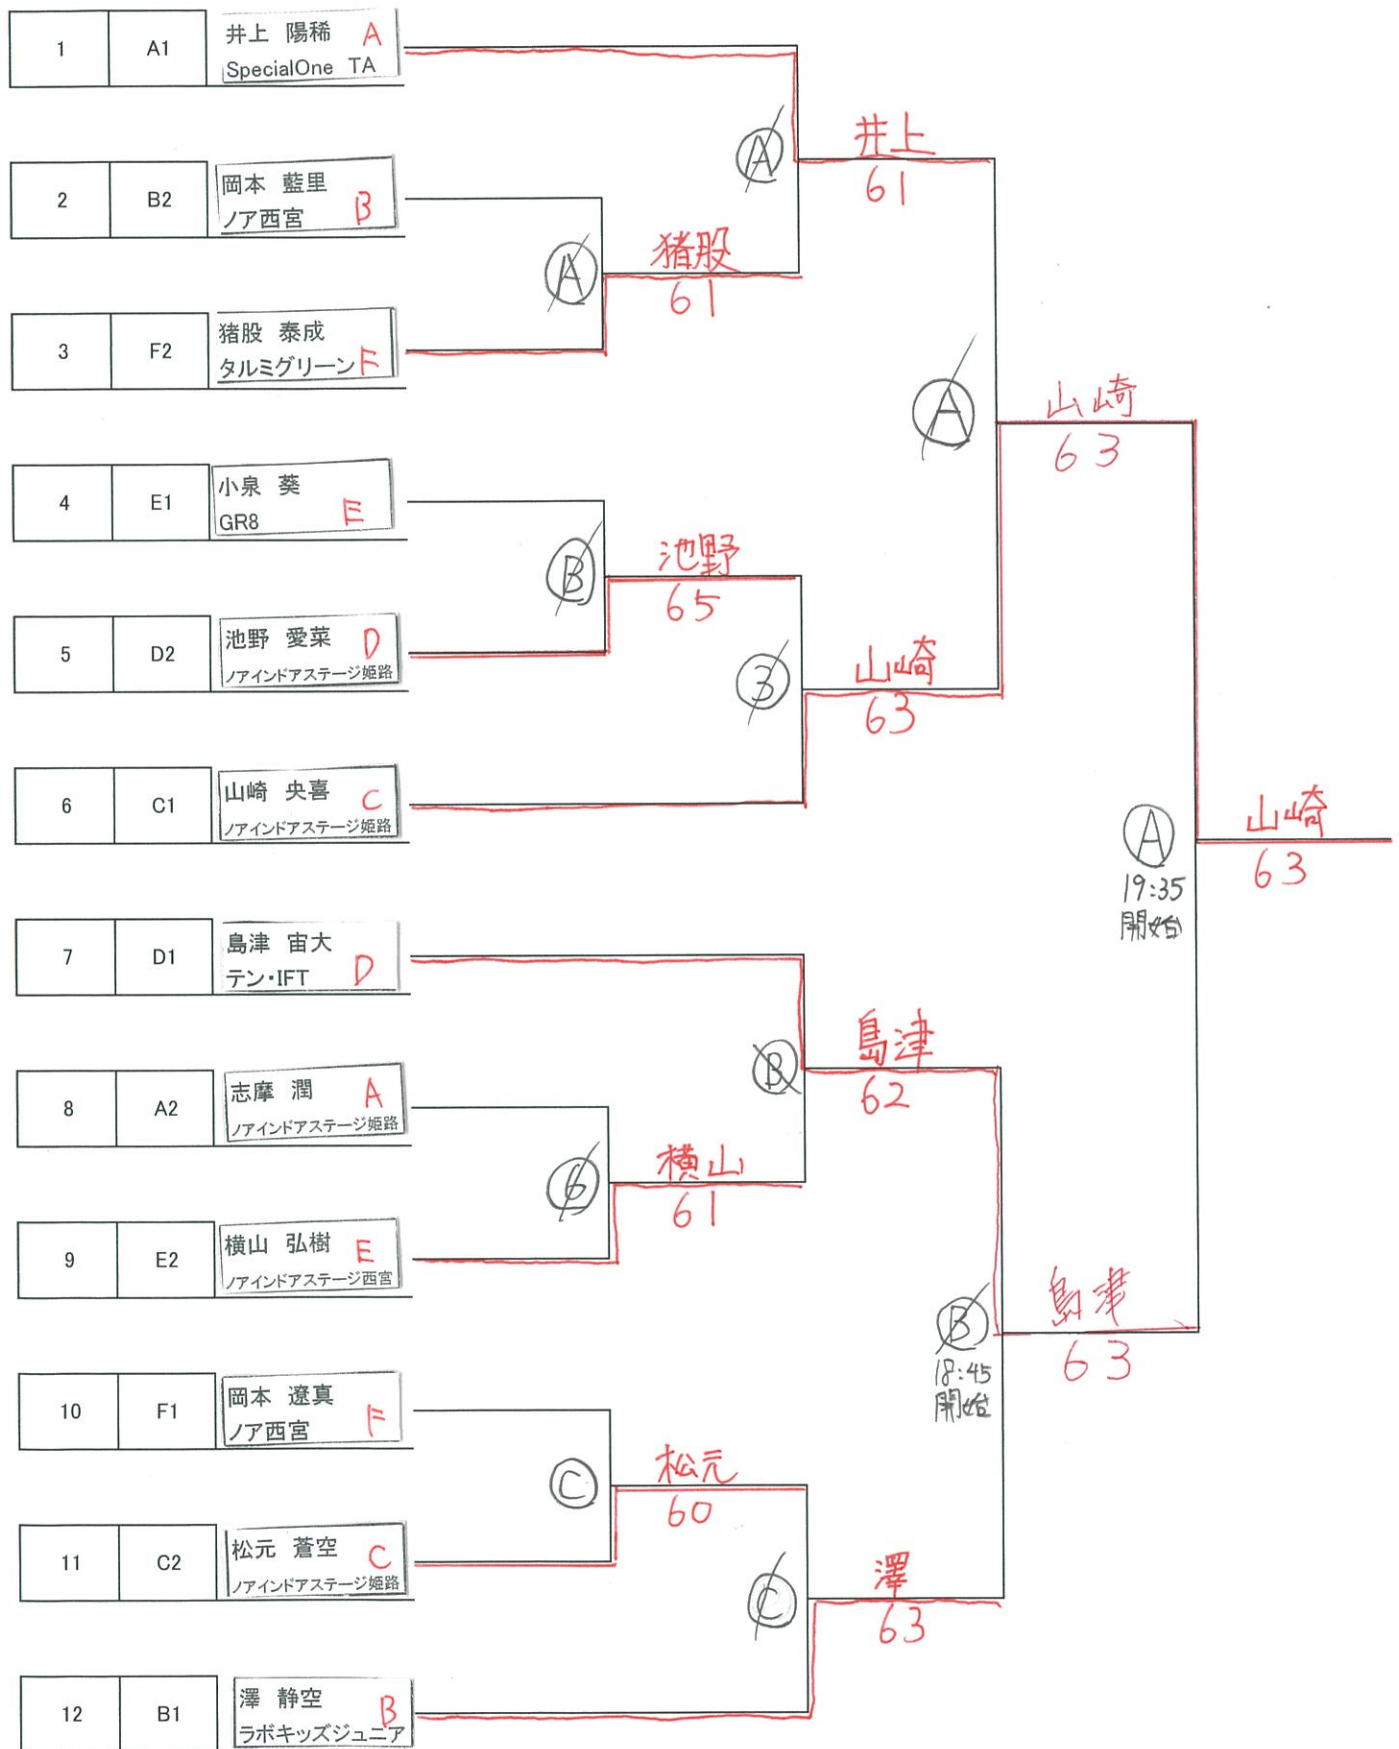 1 A1 井上 陽稀 A
SpecialOne TA
A 井上
61
2 B2 岡本 藍里
ノア西宮 B
A 猪股
61
3 F2 猪股 泰成
タルミグリーン F
A 山崎
63
4 E1 小泉 葵
GR8 E
B 池野
65
5 D2 池野 愛菜 D
ノアインドアステージ姫路
3 山崎
63
6 C1 山崎 央喜 C
ノアインドアステージ姫路
A 山崎
63
19:35
開始
7 D1 島津 宙大
テン・IFT D
B 島津
62
8 A2 志摩 潤 A
ノアインドアステージ姫路
6 横山
61
9 E2 横山 弘樹 E
ノアインドアステージ西宮
B 島津
63
18:45
開始
10 F1 岡本 遼真
ノア西宮 F
C 松元
60
11 C2 松元 蒼空 C
ノアインドアステージ姫路
C 澤
63
12 B1 澤 静空 B
ラボキッズジュニア